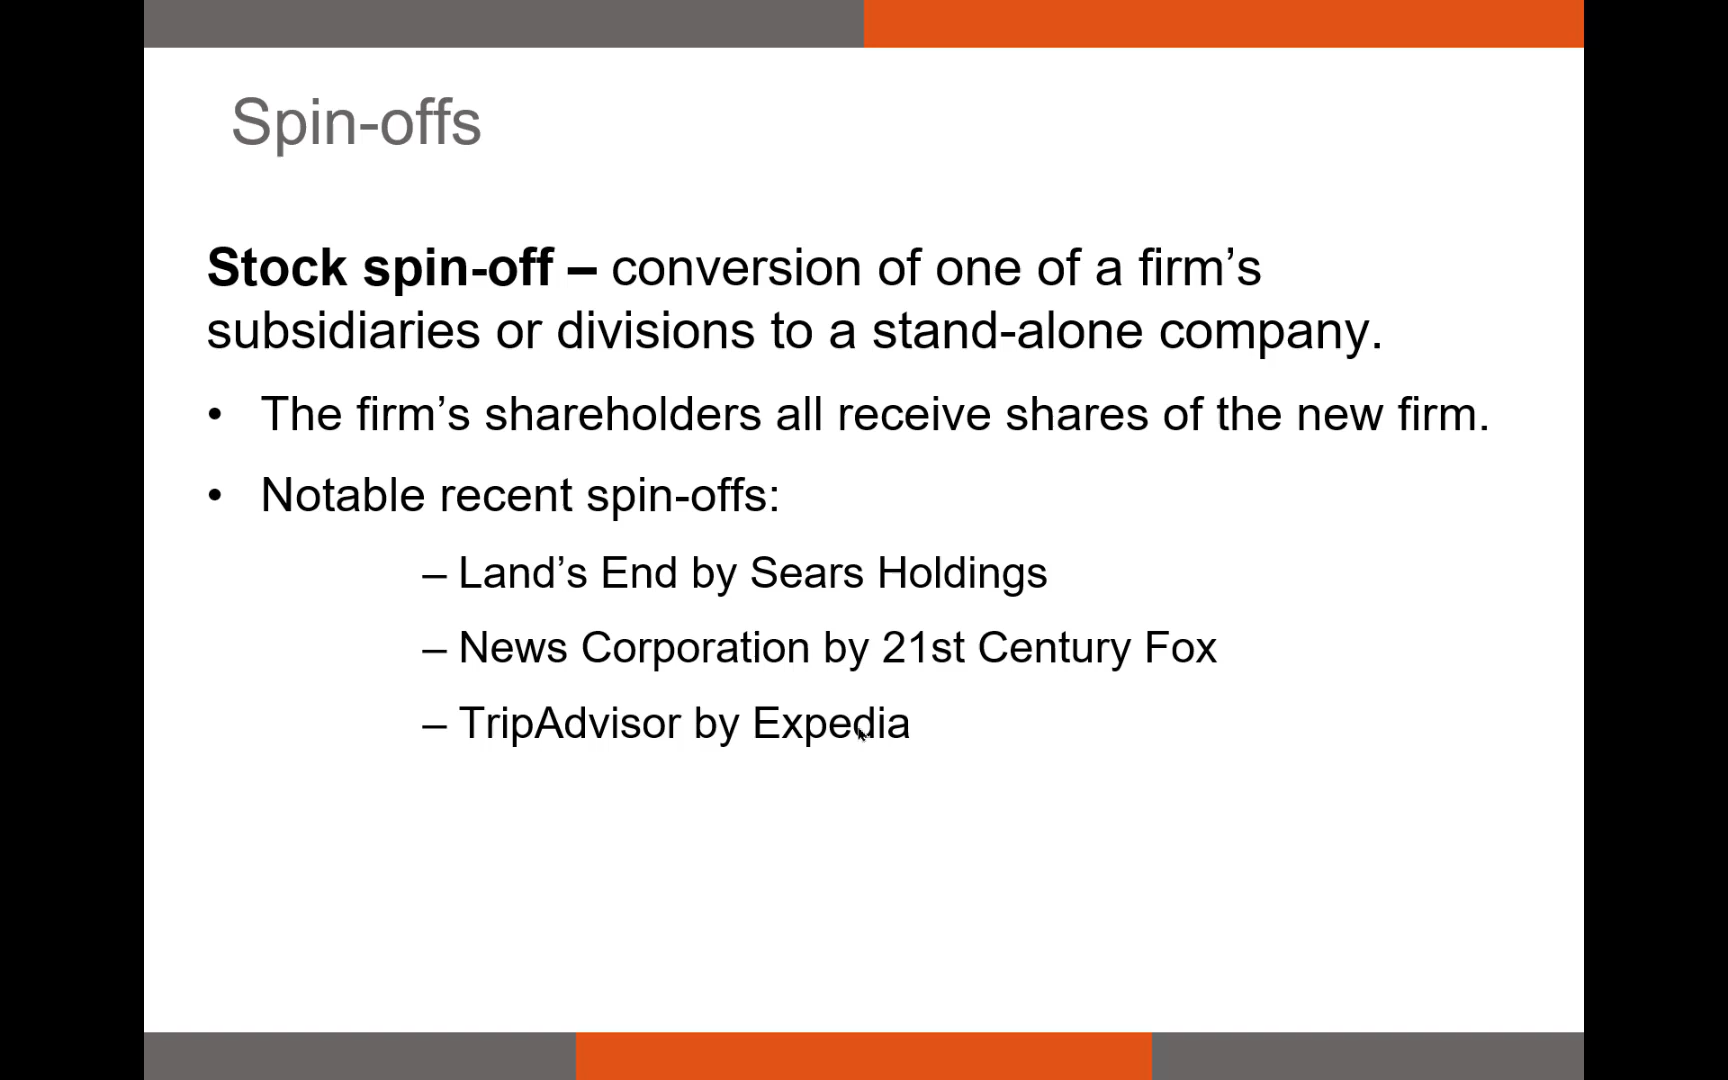 Spin-offs
Stock spin-off – conversion of one of a firm’s
subsidiaries or divisions to a stand-alone company.
• The firm’s shareholders all receive shares of the new firm.
• Notable recent spin-offs:
– Land’s End by Sears Holdings
– News Corporation by 21st Century Fox
– TripAdvisor by Expedia